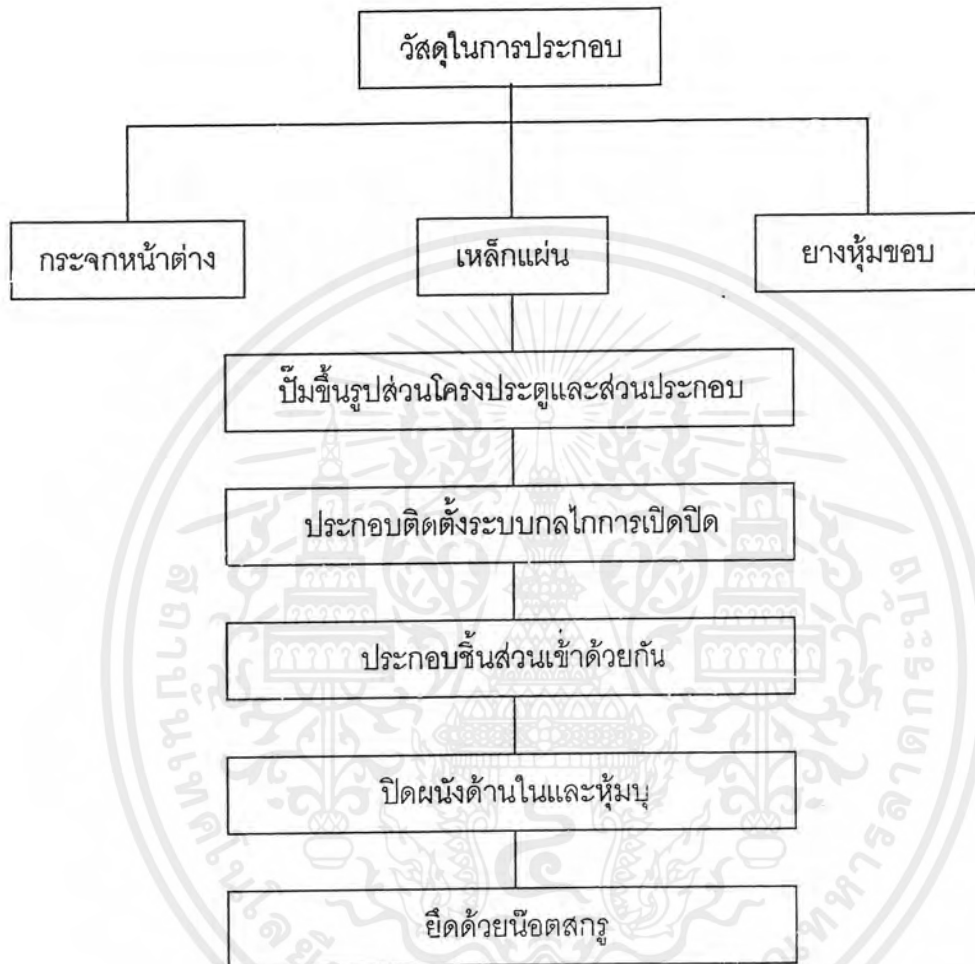 วัสดุในการประกอบ
กระจกหน้าต่าง
เหล็กแผ่น
ยางหุ้มขอบ
ปั๊มขึ้นรูปส่วนโครงประตูและส่วนประกอบ
ประกอบติดตั้งระบบกลไกการเปิดปิด
ประกอบชิ้นส่วนเข้าด้วยกัน
ปิดผนังด้านในและหุ้มบุ
ยึดด้วยน๊อตสกรู